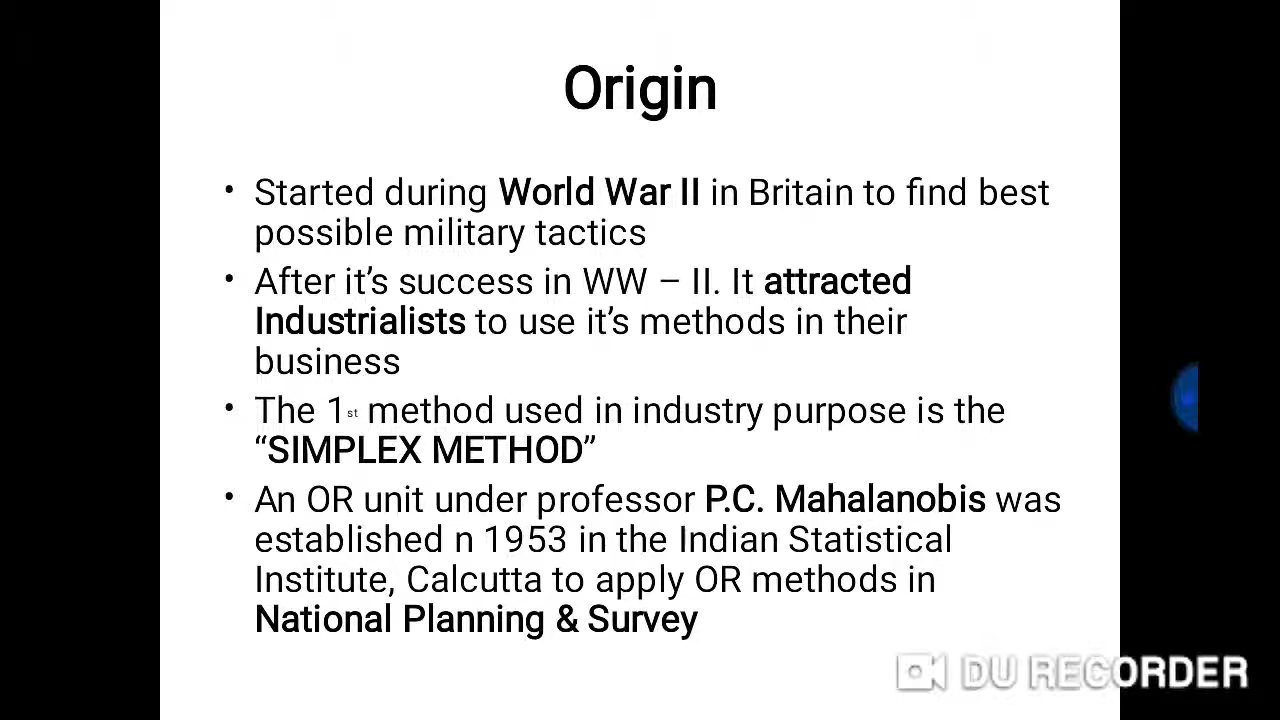 Origin
• Started during World War II in Britain to find best
possible military tactics
• After it’s success in WW – II. It attracted
Industrialists to use it’s methods in their
business
• The 1st method used in industry purpose is the
“SIMPLEX METHOD”
• An OR unit under professor P.C. Mahalanobis was
established n 1953 in the Indian Statistical
Institute, Calcutta to apply OR methods in
National Planning & Survey
DU RECORDER